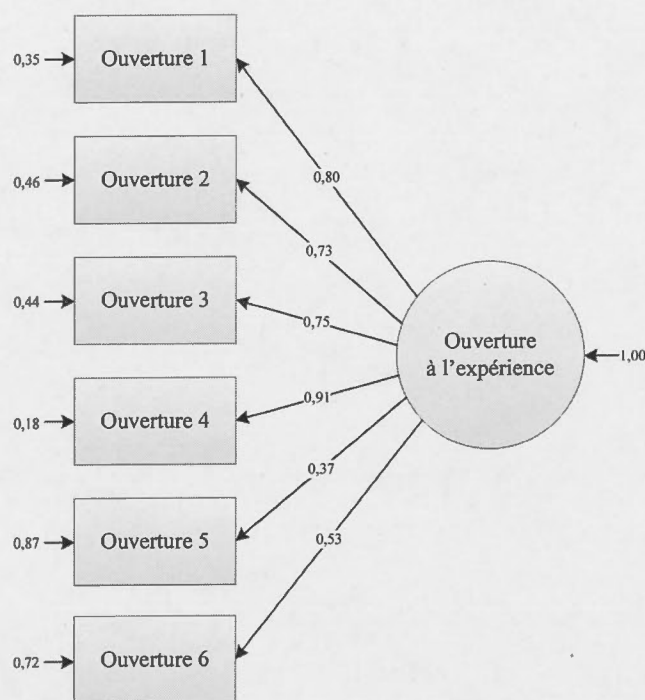 0,35
Ouverture 1
0,80
0,46
Ouverture 2
0,73
0,44
Ouverture 3
0,75
Ouverture
à l'expérience
1,00
0,18
Ouverture 4
0,91
0,37
0,87
Ouverture 5
0,53
0,72
Ouverture 6